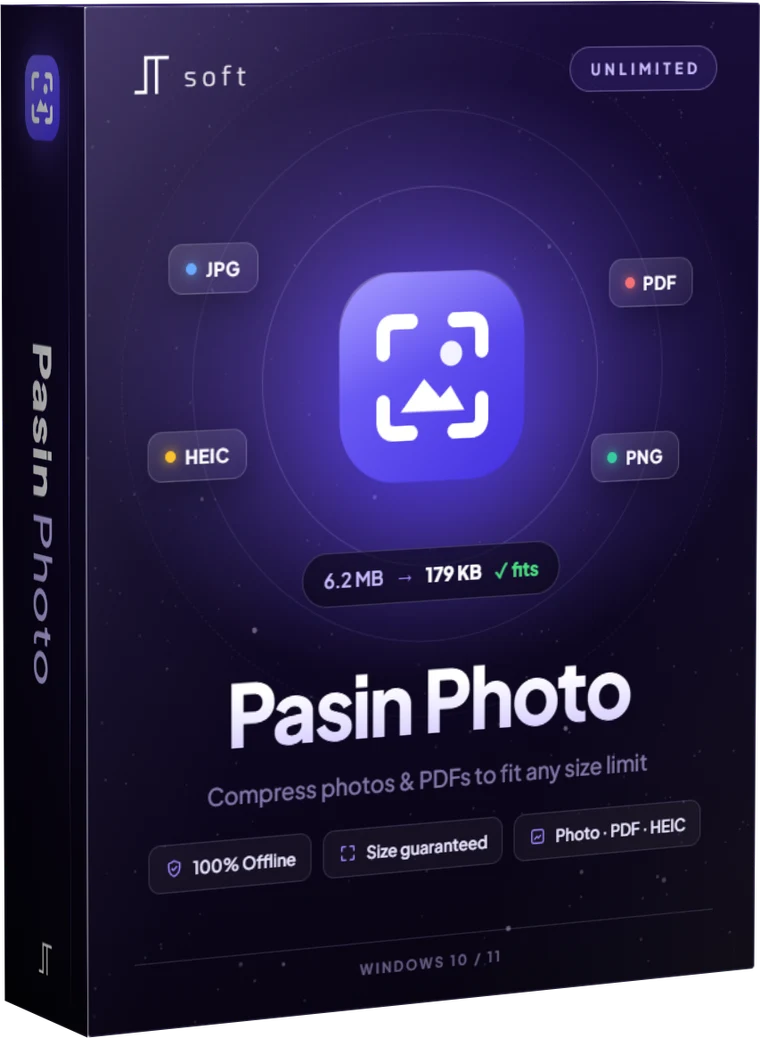 soft
UNLIMITED
JPG
PDF
HEIC
PNG
6.2 MB → 179 KB ✓ fits
Pasin Photo
Compress photos & PDFs to fit any size limit
100% Offline
Size guaranteed
Photo · PDF · HEIC
WINDOWS 10 / 11
Pasin Photo